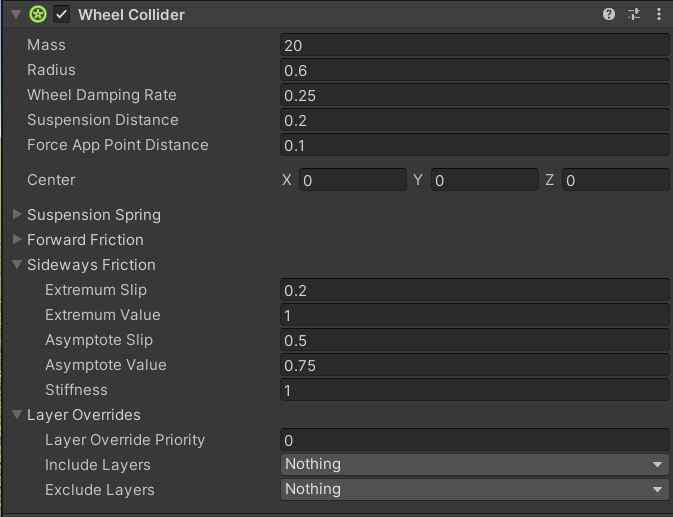 Wheel Collider
Mass 20
Radius 0.6
Wheel Damping Rate 0.25
Suspension Distance 0.2
Force App Point Distance 0.1
Center X 0 Y 0 Z 0
Suspension Spring
Forward Friction
Sideways Friction
Extremum Slip 0.2
Extremum Value 1
Asymptote Slip 0.5
Asymptote Value 0.75
Stiffness 1
Layer Overrides
Layer Override Priority 0
Include Layers Nothing
Exclude Layers Nothing